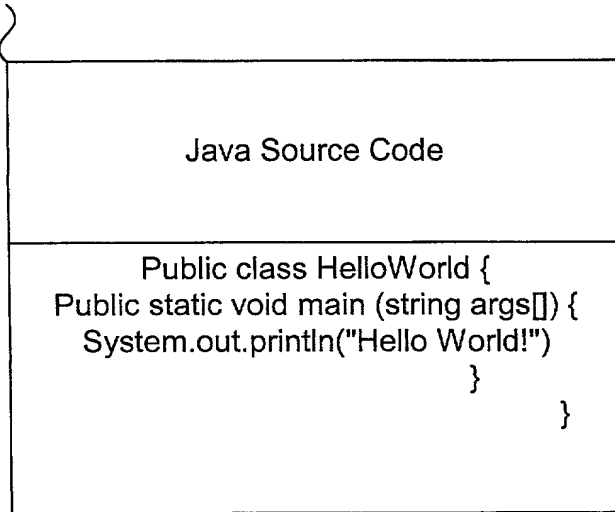 Java Source Code
Public class HelloWorld {
Public static void main (string args[]) {
System.out.println("Hello World!")
}
}